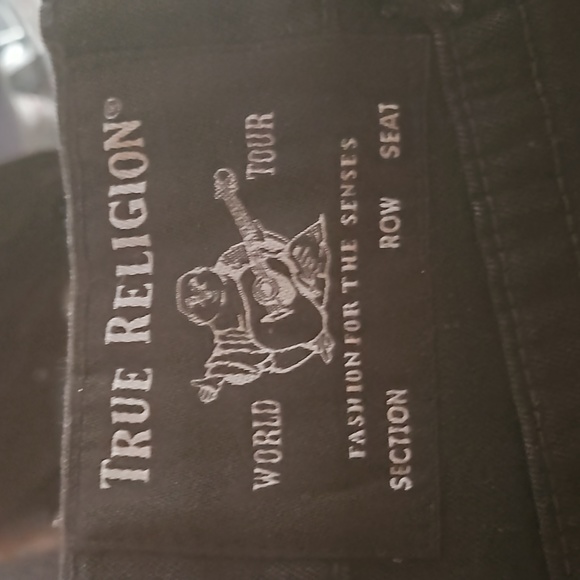 TRUE RELIGION®
WORLD TOUR
FASHION FOR THE SENSES
SECTION ROW SEAT